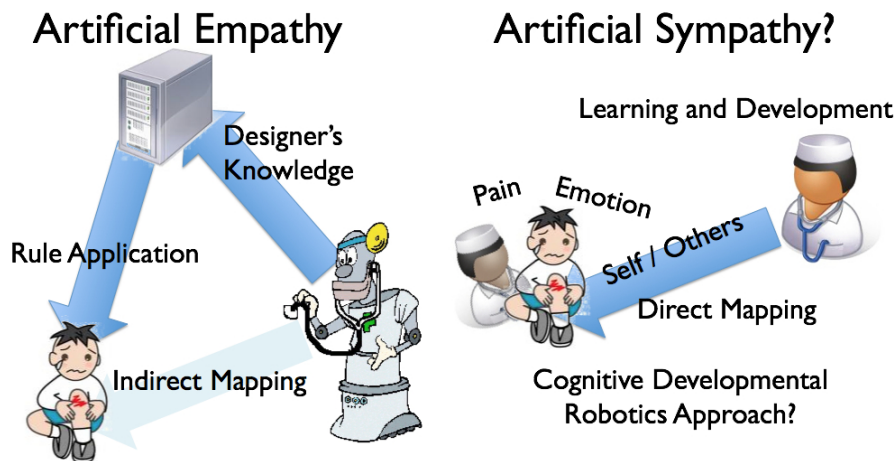 Artificial Empathy
Designer's
Knowledge
Rule Application
Indirect Mapping
Artificial Sympathy?
Learning and Development
Pain
Emotion
Self / Others
Direct Mapping
Cognitive Developmental
Robotics Approach?